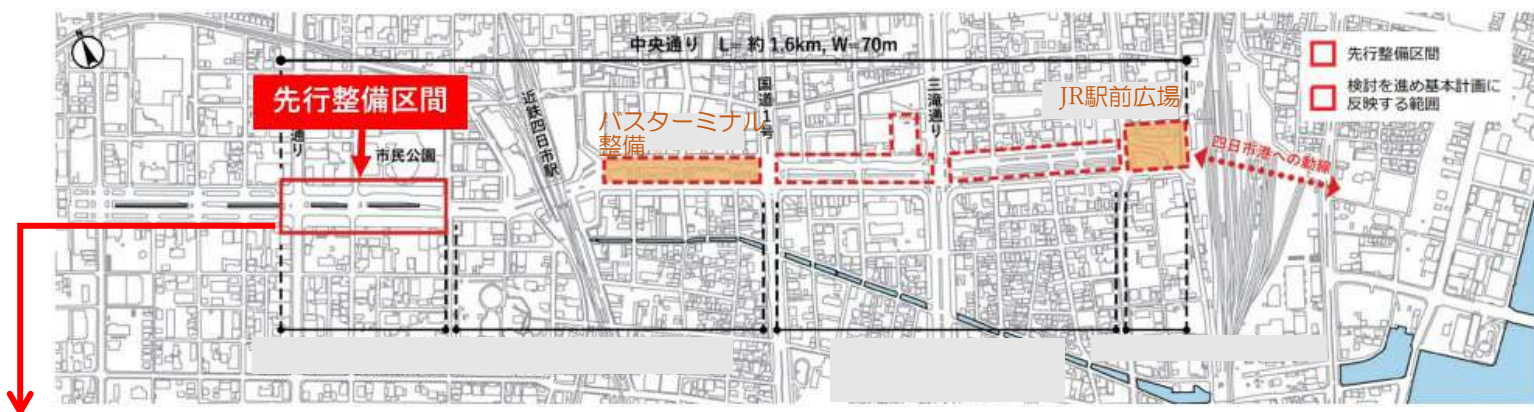 中央通り　L= 約 1.6km, W=70m
先行整備区間
通り
市民公園
近鉄四日市駅
バスターミナル
整備
国道1号
三滝通り
JR駅前広場
先行整備区間
検討を進め基本計画に
反映する範囲
四日市港への動線